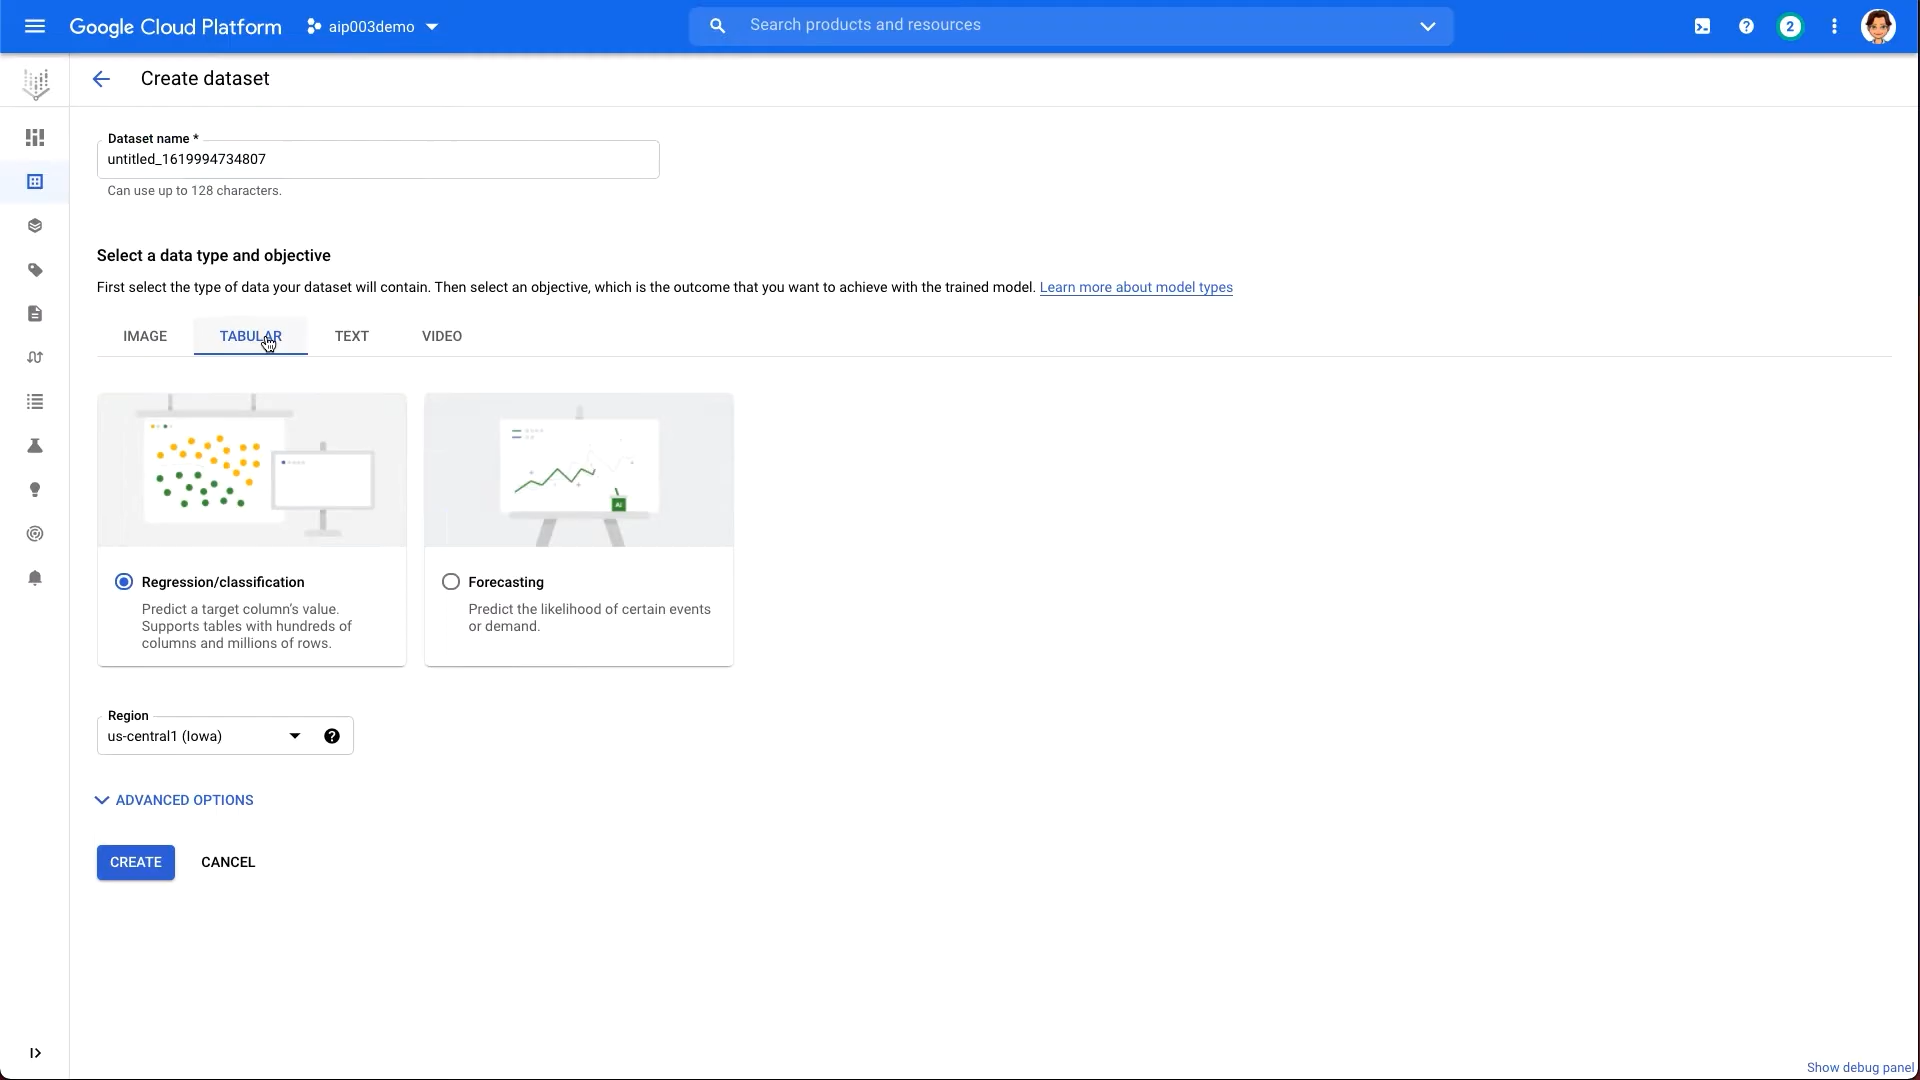 Google Cloud Platform
aip003demo
Search products and resources
2
Create dataset
Dataset name *
untitled_1619994734807
Can use up to 128 characters.
Select a data type and objective
First select the type of data your dataset will contain. Then select an objective, which is the outcome that you want to achieve with the trained model. Learn more about model types
IMAGE
TABULAR
TEXT
VIDEO
AI
Regression/classification
Predict a target column's value.
Supports tables with hundreds of
columns and millions of rows.
Forecasting
Predict the likelihood of certain events
or demand.
Region
us-central1 (Iowa)
ADVANCED OPTIONS
CREATE
CANCEL
Show debug panel